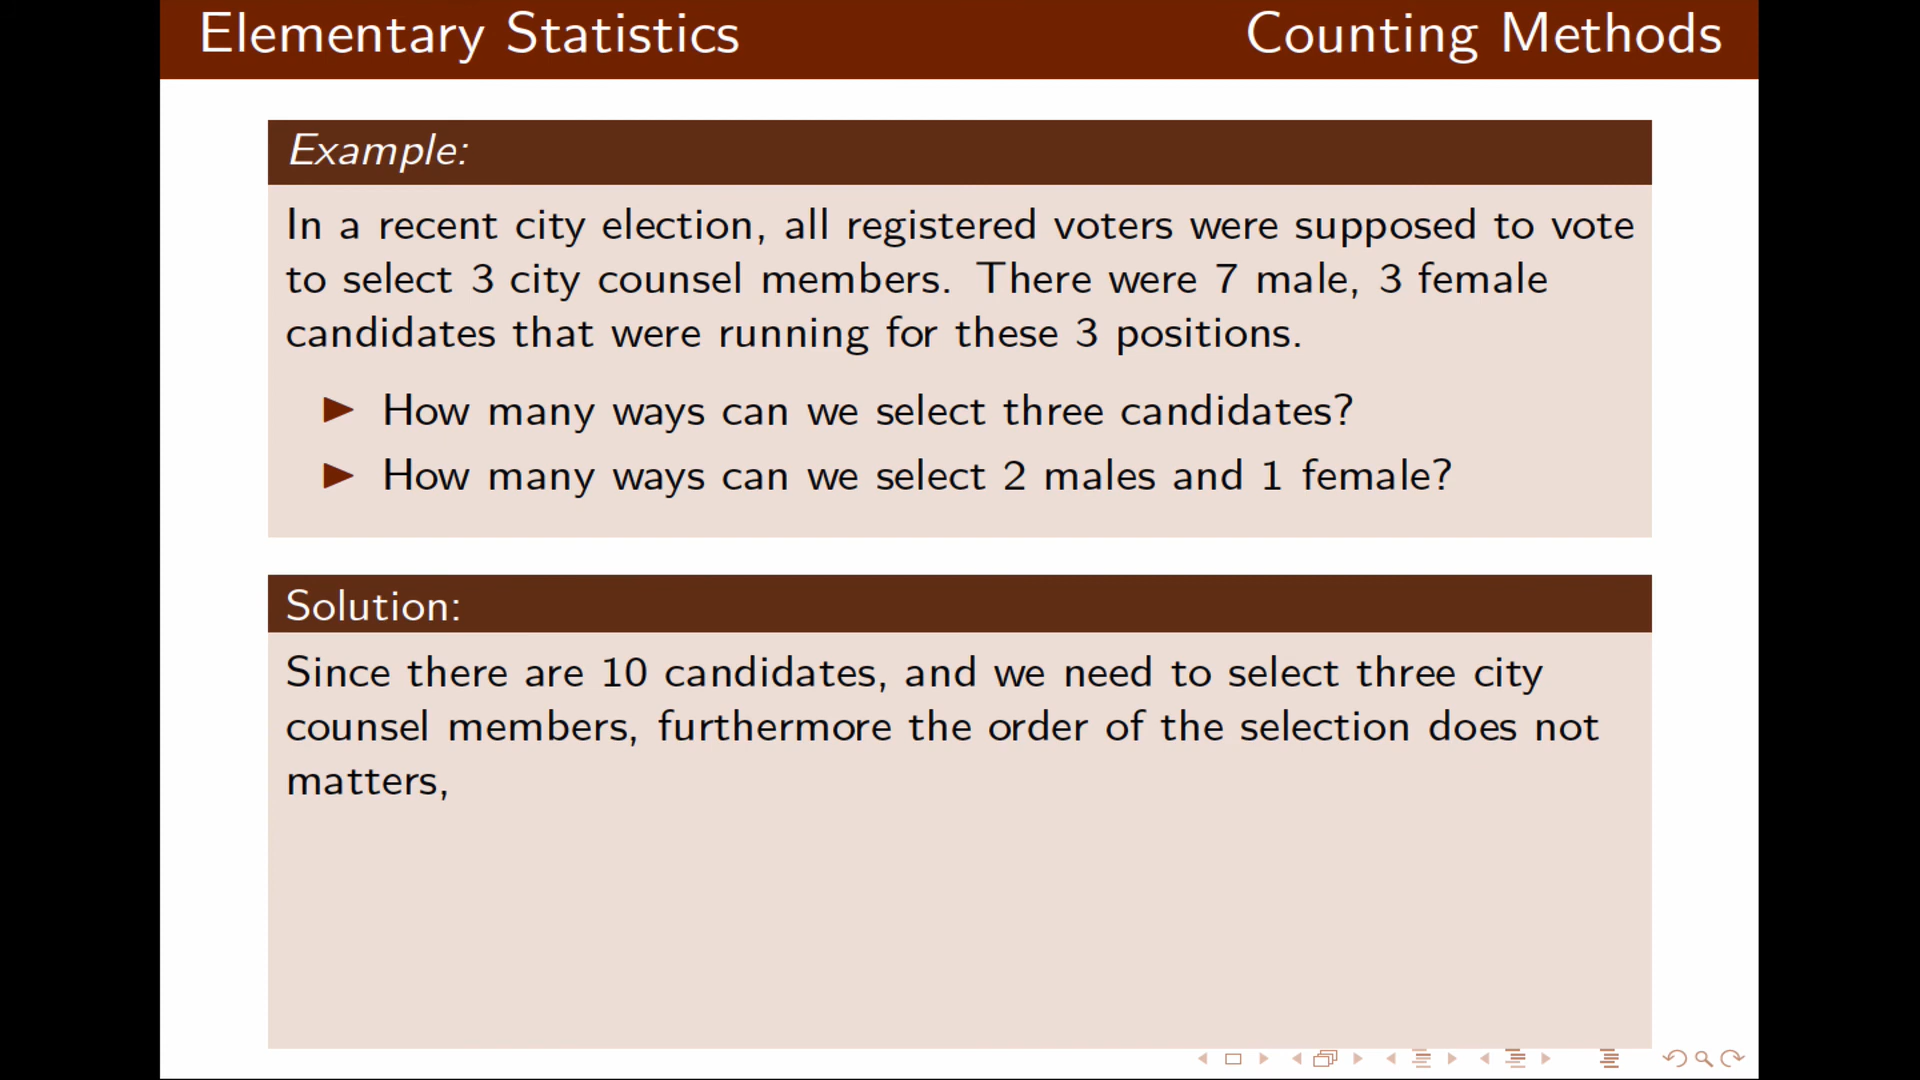 Elementary Statistics Counting Methods
Example:
In a recent city election, all registered voters were supposed to vote
to select 3 city counsel members. There were 7 male, 3 female
candidates that were running for these 3 positions.
How many ways can we select three candidates?
How many ways can we select 2 males and 1 female?
Solution:
Since there are 10 candidates, and we need to select three city
counsel members, furthermore the order of the selection does not
matters,